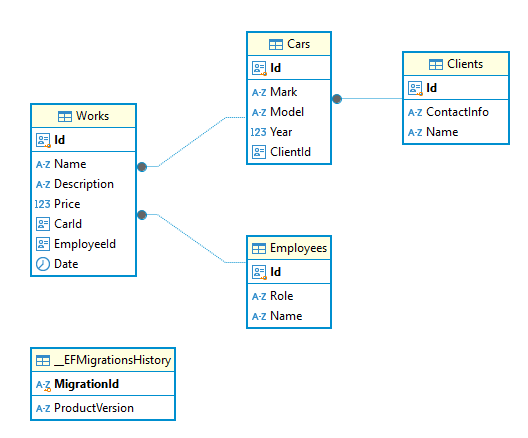 Works
Id
A-Z Name
A-Z Description
123 Price
CarId
EmployeeId
Date
Cars
Id
A-Z Mark
A-Z Model
123 Year
ClientId
Clients
Id
A-Z ContactInfo
A-Z Name
Employees
Id
A-Z Role
A-Z Name
__EFMigrationsHistory
A-Z MigrationId
A-Z ProductVersion